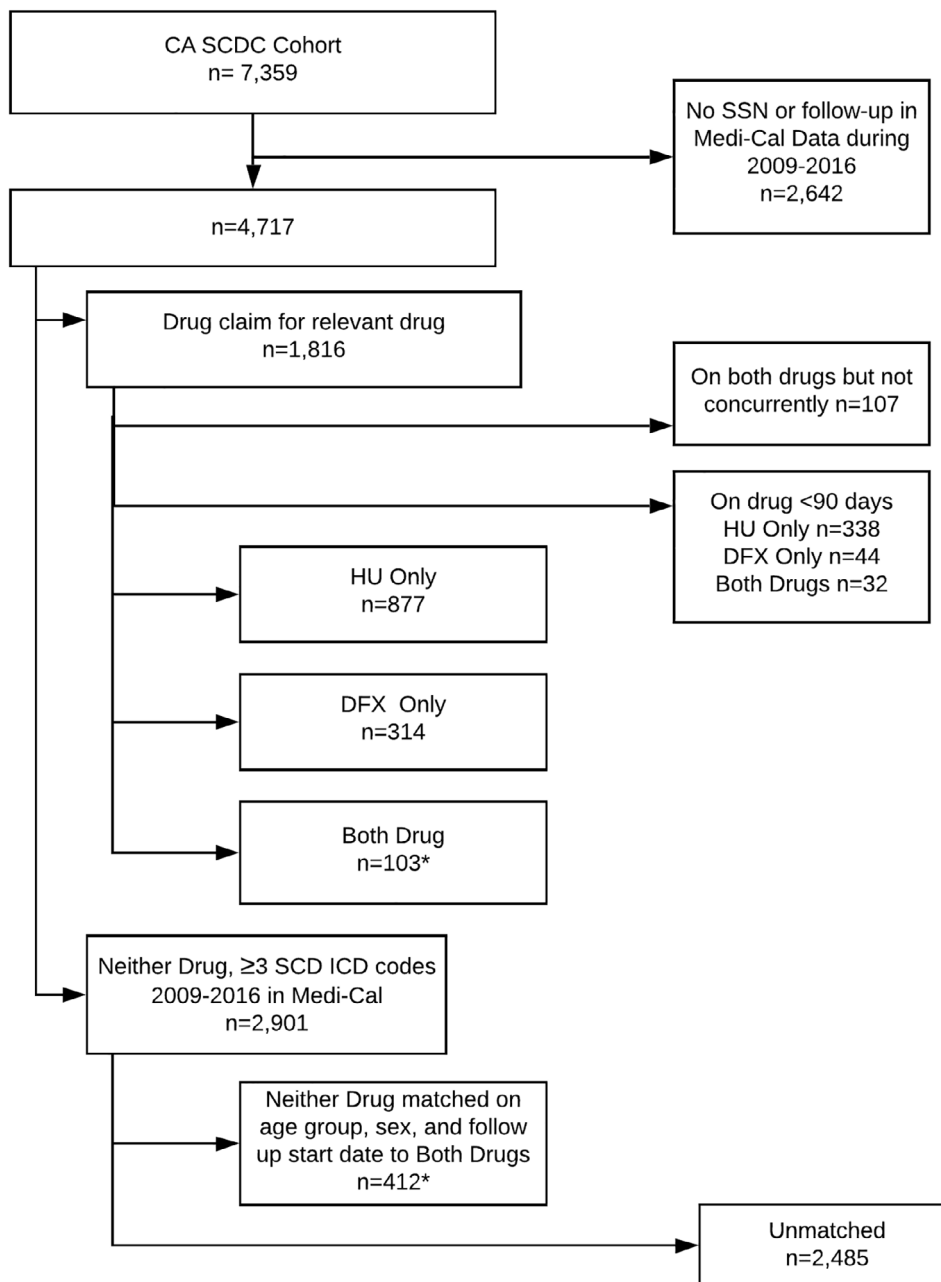 CA SCDC Cohort
n= 7,359
No SSN or follow-up in
Medi-Cal Data during
2009-2016
n=2,642
n=4,717
Drug claim for relevant drug
n=1,816
On both drugs but not
concurrently n=107
On drug <90 days
HU Only n=338
DFX Only n=44
Both Drugs n=32
HU Only
n=877
DFX  Only
n=314
Both Drug
n=103*
Neither Drug, ≥3 SCD ICD codes
2009-2016 in Medi-Cal
n=2,901
Neither Drug matched on
age group, sex, and follow
up start date to Both Drugs
n=412*
Unmatched
n=2,485